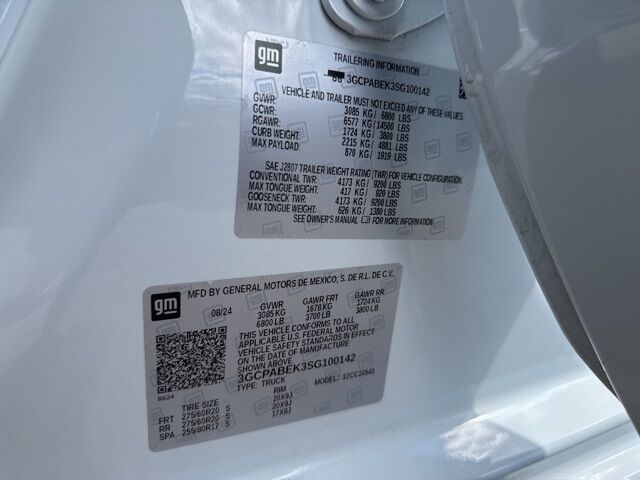 gm
TRAILERING INFORMATION
3GCPABEK3SG100142
VEHICLE AND TRAILER MUST NOT EXCEED ANY OF THESE VALUES
GVWR: 3085 KG / 6800 LBS
GCWR: 6577 KG / 14500 LBS
RGAWR: 1724 KG / 3800 LBS
CURB WEIGHT: 2215 KG / 4881 LBS
MAX PAYLOAD: 870 KG / 1919 LBS
SAE J2807 TRAILER WEIGHT RATING (TWR) FOR VEHICLE CONFIGURATION
CONVENTIONAL TWR: 4173 KG / 9200 LBS
MAX TONGUE WEIGHT: 417 KG / 920 LBS
GOOSENECK TWR: 4173 KG / 9200 LBS
MAX TONGUE WEIGHT: 626 KG / 1380 LBS
SEE OWNER'S MANUAL FOR MORE INFORMATION
gm
MFD BY GENERAL MOTORS DE MEXICO, S. DE R.L. DE C.V.
08/24 GVWR GAWR FRT GAWR RR
3085 KG 1678 KG 1724 KG
6800 LB 3700 LB 3800 LB
THIS VEHICLE CONFORMS TO ALL
APPLICABLE U.S. FEDERAL MOTOR
VEHICLE SAFETY STANDARDS IN EFFECT
ON THE DATE OF MANUFACTURE
SHOWN ABOVE.
3GCPABEK3SG100142
TYPE: TRUCK MODEL: 32CC10543
8624
TIRE SIZE RIM
FRT 275/60R20 S 20X9J
RR 275/60R20 S 20X9J
SPA 255/80R17 S 17X8J